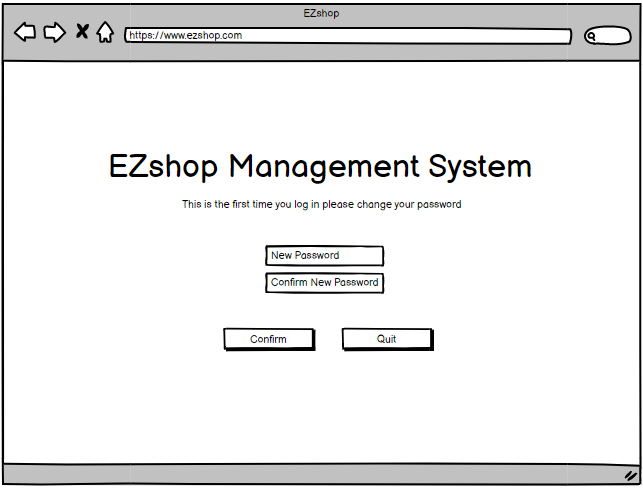 EZshop
https://www.ezshop.com
EZshop Management System
This is the first time you log in please change your password
New Password
Confirm New Password
Confirm
Quit